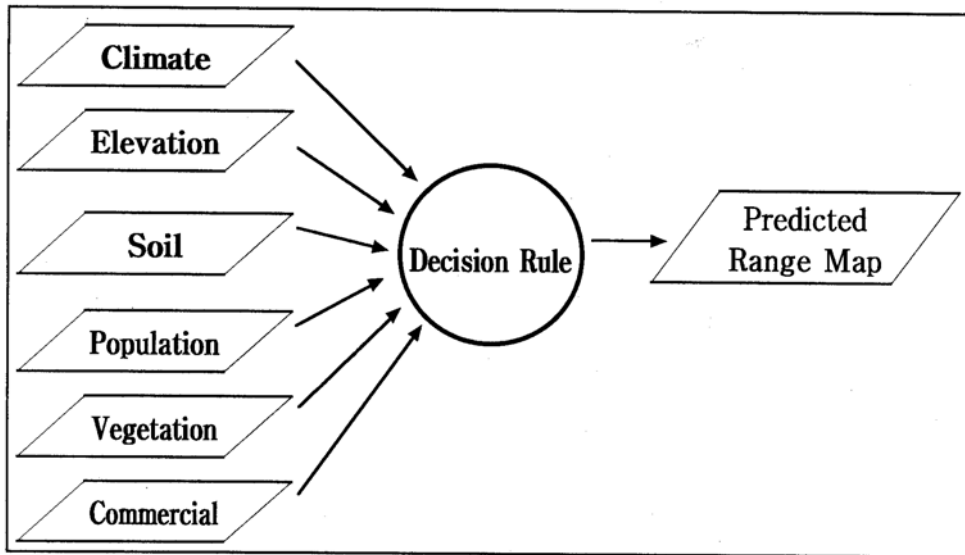 Climate
Elevation
Soil
Population
Vegetation
Commercial
Decision Rule
Predicted
Range Map